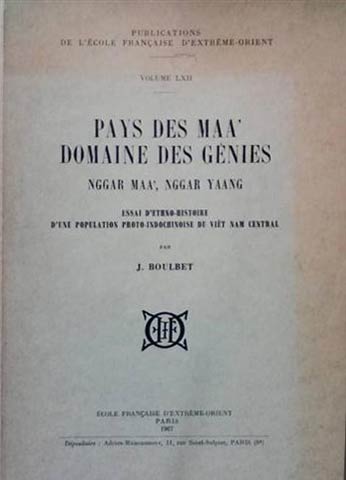 PUBLICATIONS
DE L'ÉCOLE FRANÇAISE D'EXTRÊME-ORIENT
VOLUME LXII
PAYS DES MAA'
DOMAINE DES GÉNIES
NGGAR MAA', NGGAR YAANG
ESSAI D'ETHNO-HISTOIRE
D'UNE POPULATION PROTO-INDOCHINOISE DU VIÊT NAM CENTRAL
PAR
J. BOULBET
ÉCOLE FRANÇAISE D'EXTRÊME-ORIENT
PARIS
1967
Dépositaire : Adrien-Maisonneuve, 11, rue Saint-Sulpice, PARIS (6e)